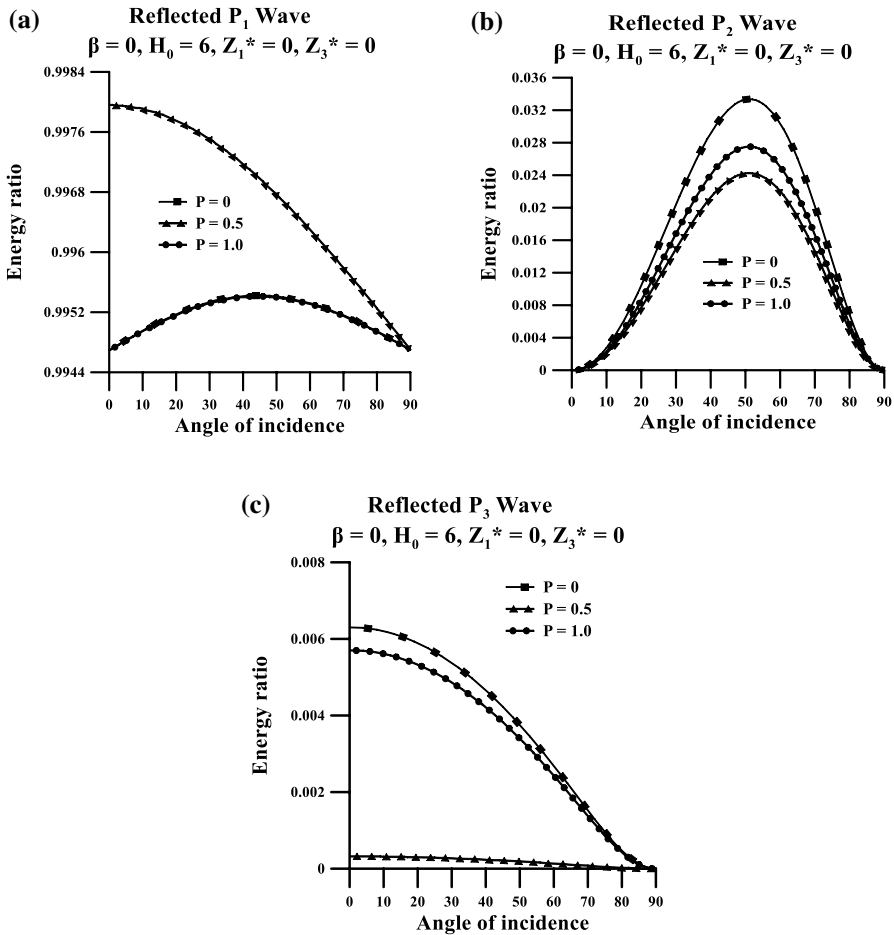 (a)
Reflected P₁ Wave
β = 0, H₀ = 6, Z₁* = 0, Z₃* = 0
0.9984
0.9976
0.9968
0.996
0.9952
0.9944
Energy ratio
P = 0
P = 0.5
P = 1.0
0 10 20 30 40 50 60 70 80 90
Angle of incidence
(b)
Reflected P₂ Wave
β = 0, H₀ = 6, Z₁* = 0, Z₃* = 0
0.036
0.032
0.028
0.024
0.02
0.016
0.012
0.008
0.004
0
Energy ratio
P = 0
P = 0.5
P = 1.0
0 10 20 30 40 50 60 70 80 90
Angle of incidence
(c)
Reflected P₃ Wave
β = 0, H₀ = 6, Z₁* = 0, Z₃* = 0
0.008
0.006
0.004
0.002
0
Energy ratio
P = 0
P = 0.5
P = 1.0
0 10 20 30 40 50 60 70 80 90
Angle of incidence